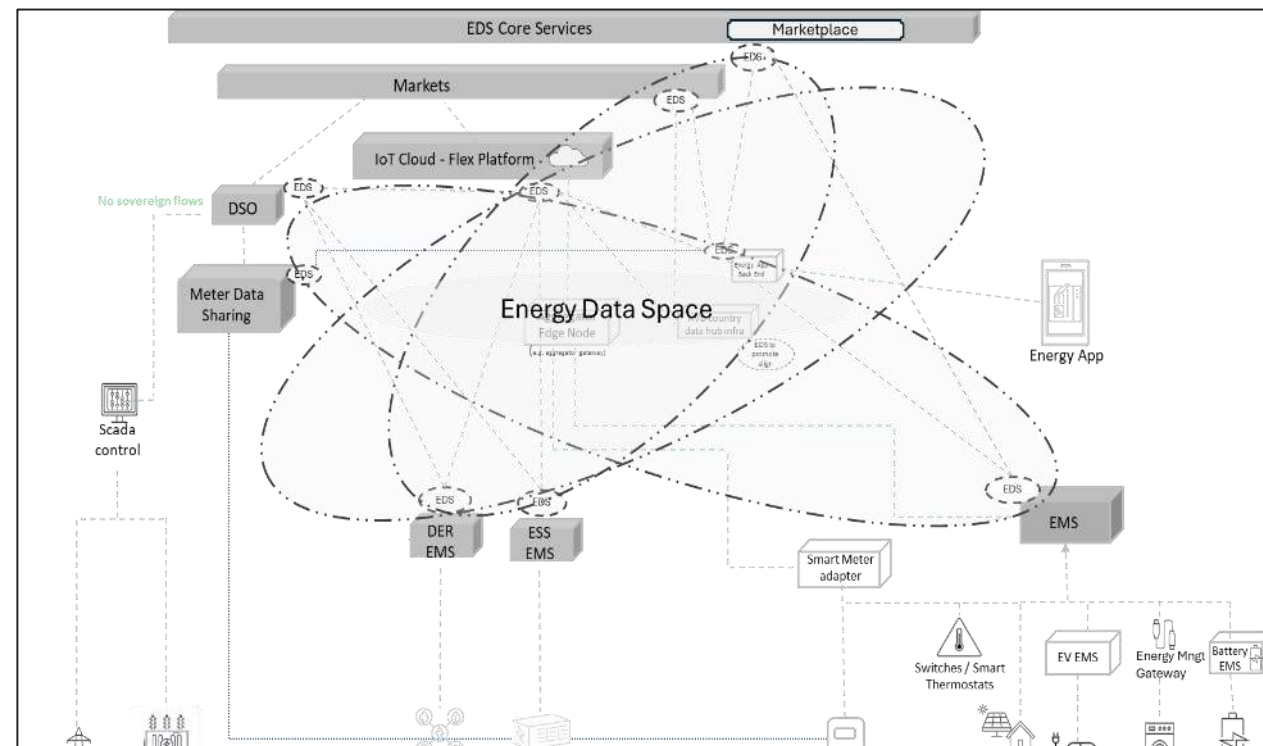 EDS Core Services
Marketplace
EDS
Markets
EDS
IoT Cloud - Flex Platform
EDS
EDS
No sovereign flows
DSO
EDS
EDS
Energy App
Back End
Meter Data
Sharing
Energy Data Space
Edge Node
(e.g. aggregator gateway)
country
data hub infra
EDS to
promote
align
Energy App
Scada
control
EDS
EDS
EDS
DER
EMS
ESS
EMS
EMS
Smart Meter
adapter
Switches / Smart
Thermostats
EV EMS
Energy Mngt
Gateway
Battery
EMS